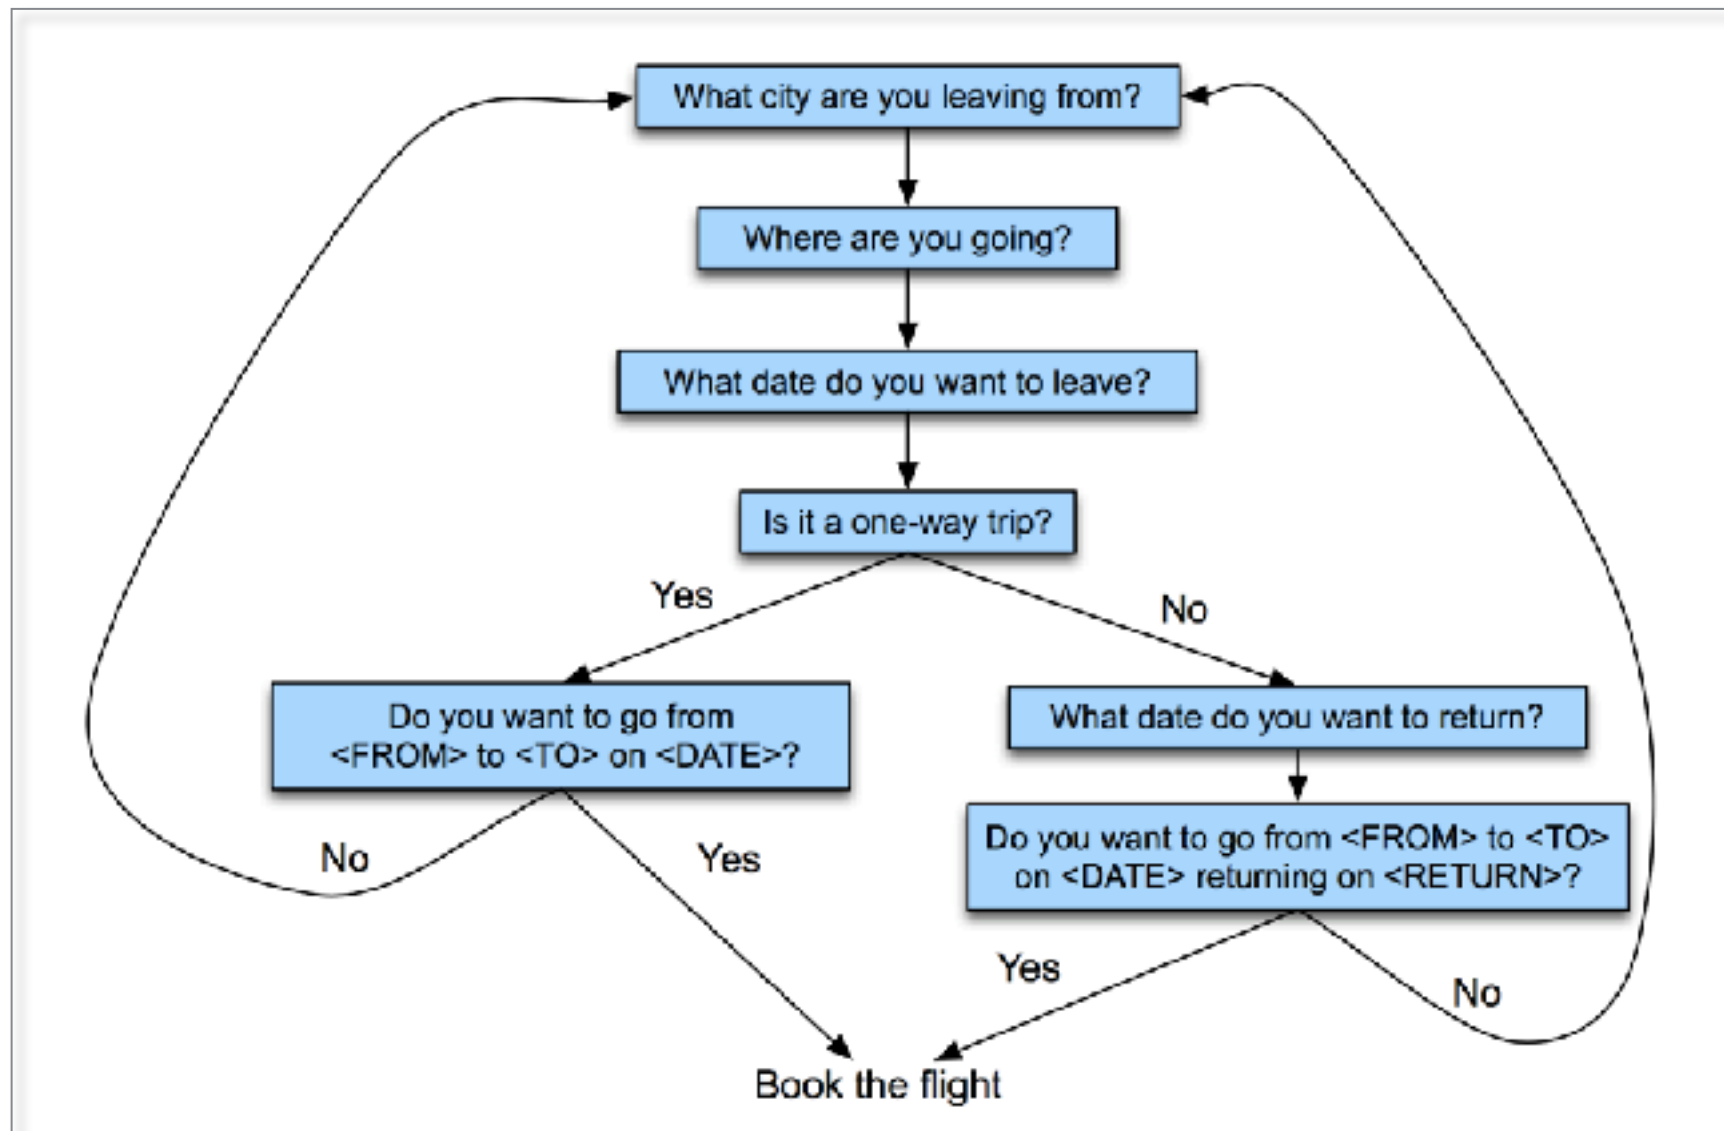 What city are you leaving from?
Where are you going?
What date do you want to leave?
Is it a one-way trip?
Yes
No
Do you want to go from
<FROM> to <TO> on <DATE>?
What date do you want to return?
Do you want to go from <FROM> to <TO>
on <DATE> returning on <RETURN>?
No
Yes
Yes
No
Book the flight